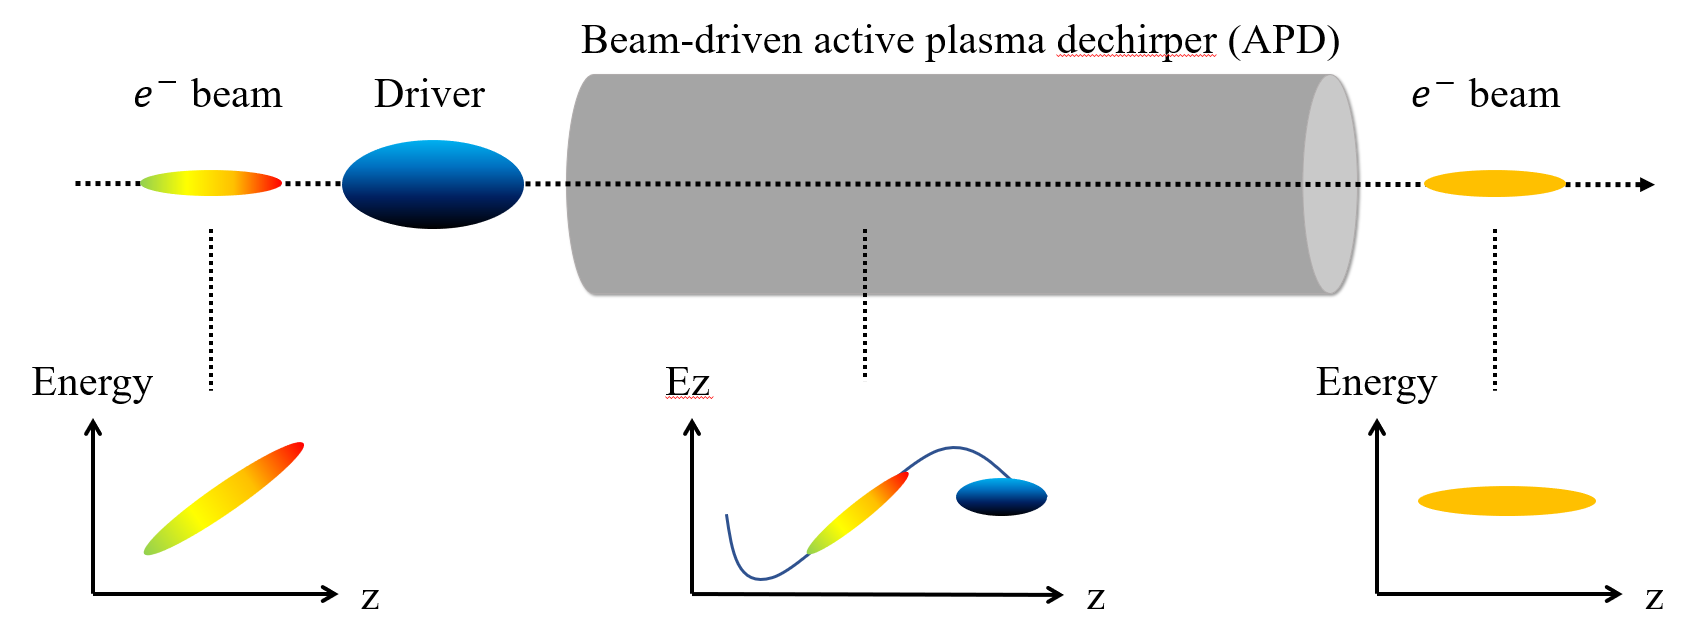 Beam-driven active plasma dechirper (APD)
e⁻ beam
Driver
e⁻ beam
Energy
z
Ez
z
Energy
z